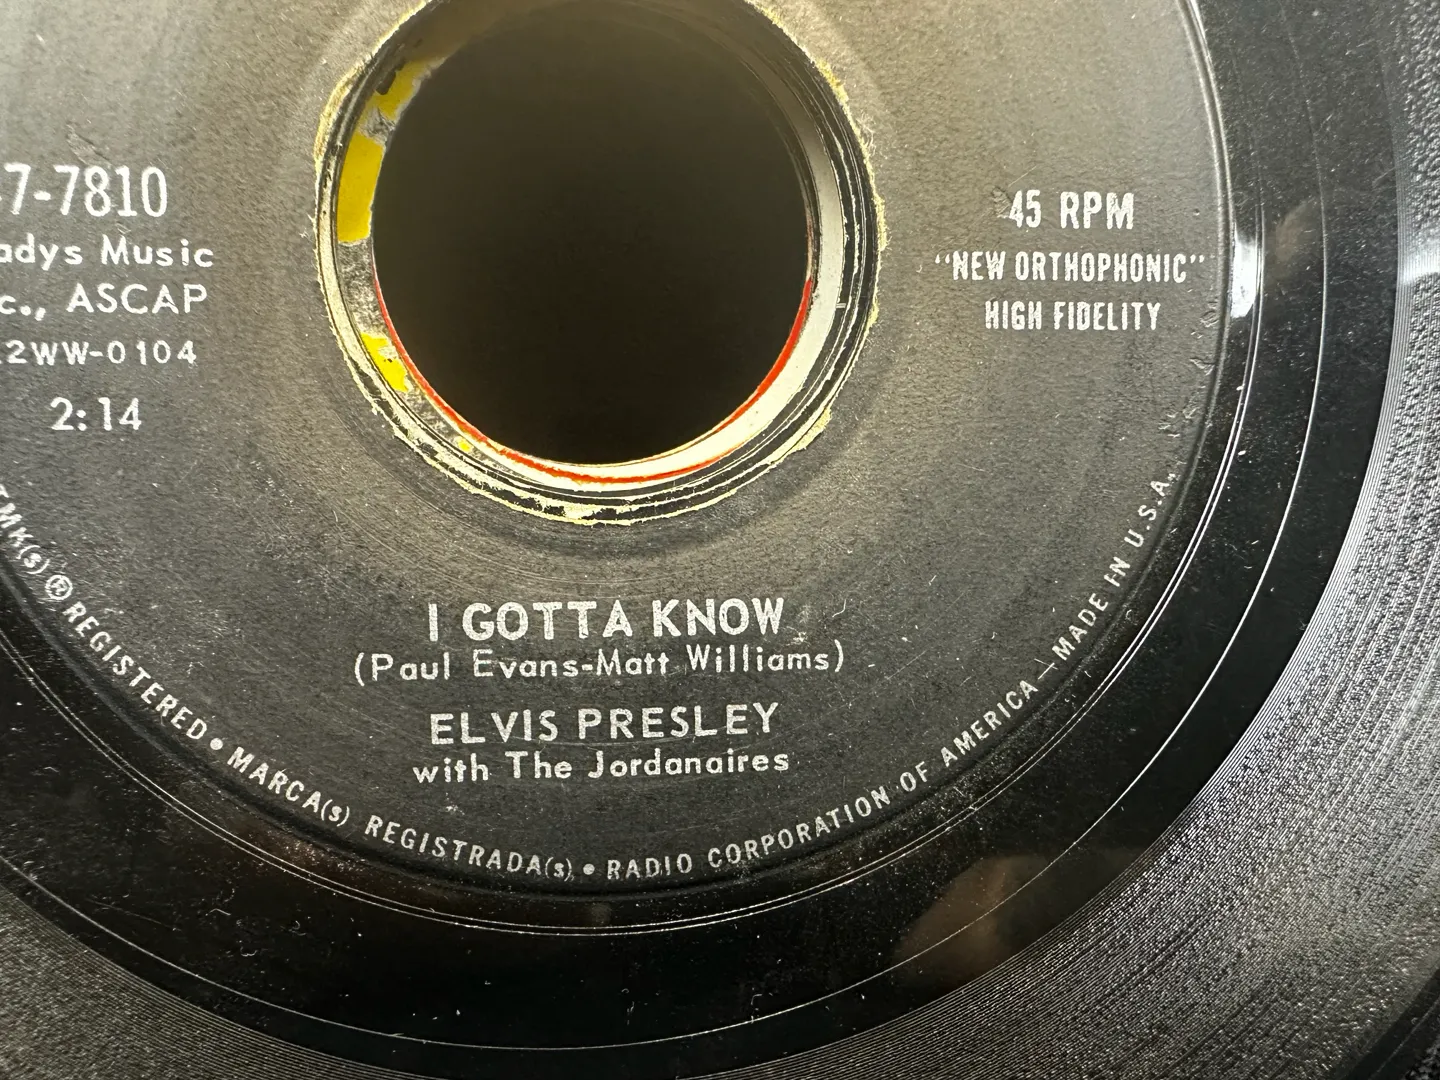 7-7810
adys Music
c., ASCAP
2WW-0104
2:14
45 RPM
"NEW ORTHOPHONIC"
HIGH FIDELITY
I GOTTA KNOW
(Paul Evans-Matt Williams)
ELVIS PRESLEY
with The Jordanaires
TMK(s) ® REGISTERED • MARCA(s) REGISTRADA(s) • RADIO CORPORATION OF AMERICA—MADE IN U.S.A.